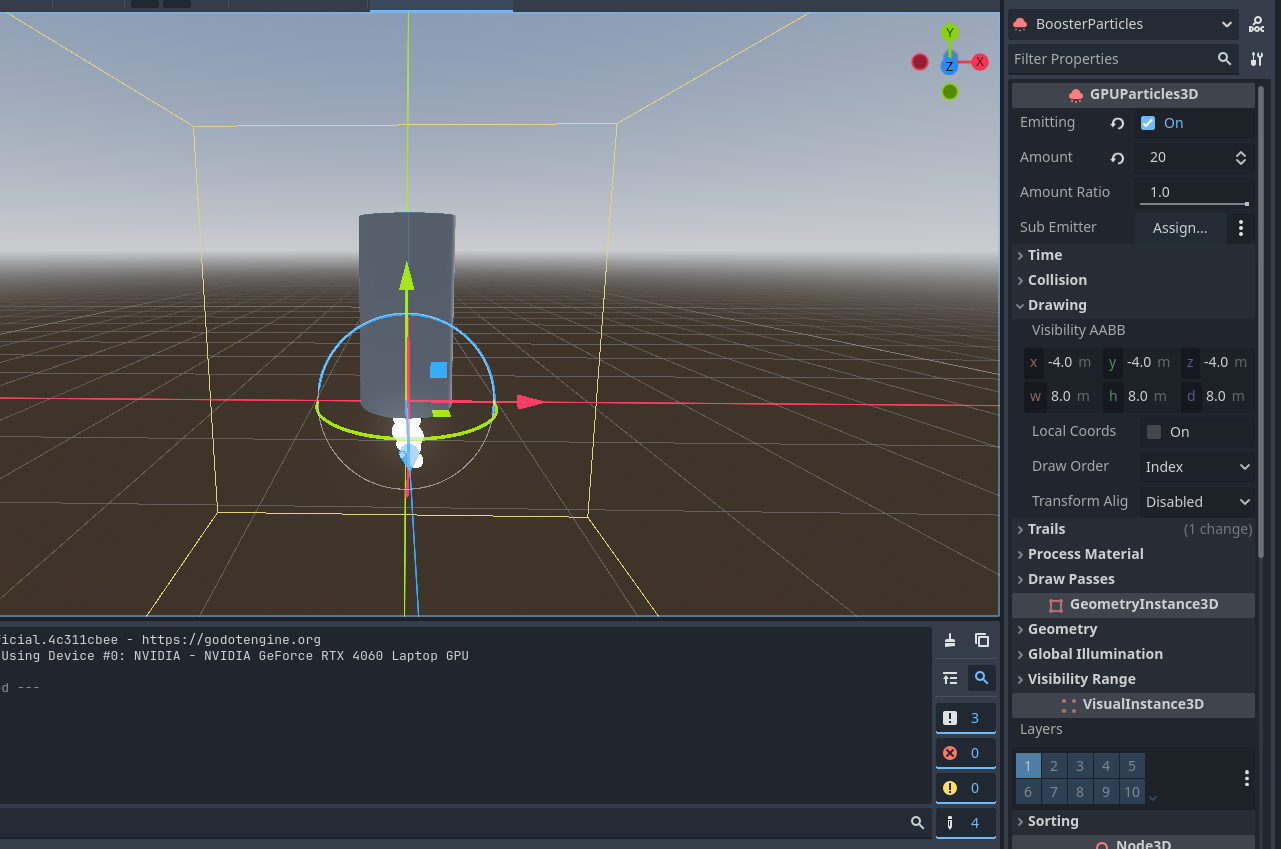 BoosterParticles
DOC
Filter Properties
Y
Z
X
GPUParticles3D
Emitting
On
Amount
20
Amount Ratio
1.0
Sub Emitter
Assign...
Time
Collision
Drawing
Visibility AABB
x -4.0 m y -4.0 m z -4.0 m
w 8.0 m h 8.0 m d 8.0 m
Local Coords
On
Draw Order
Index
Transform Alig
Disabled
Trails
(1 change)
Process Material
Draw Passes
GeometryInstance3D
Geometry
Global Illumination
Visibility Range
VisualInstance3D
Layers
1 2 3 4 5
6 7 8 9 10
Sorting
Node3D
ficial.4c311cbee - https://godotengine.org
Using Device #0: NVIDIA - NVIDIA GeForce RTX 4060 Laptop GPU
d ---
3
0
0
4